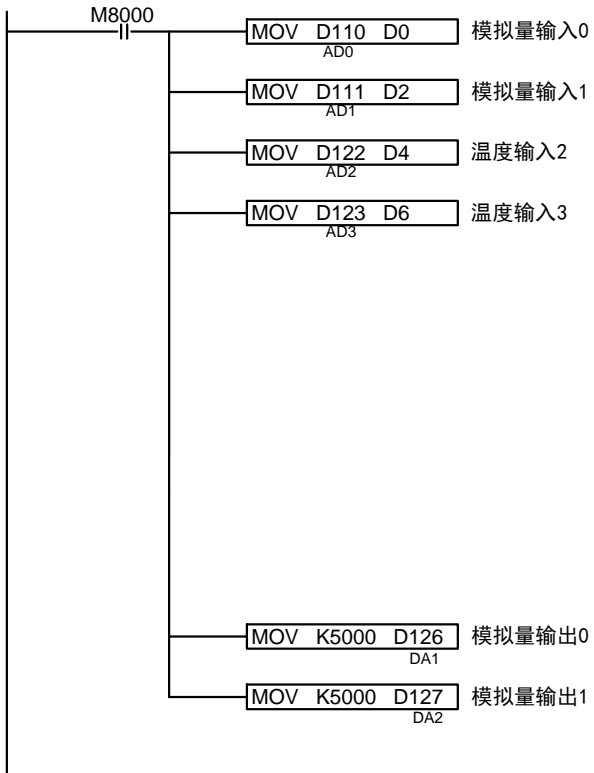 M8000
MOV D110 D0 模拟量输入0
AD0
MOV D111 D2 模拟量输入1
AD1
MOV D122 D4 温度输入2
AD2
MOV D123 D6 温度输入3
AD3
MOV K5000 D126 模拟量输出0
DA1
MOV K5000 D127 模拟量输出1
DA2